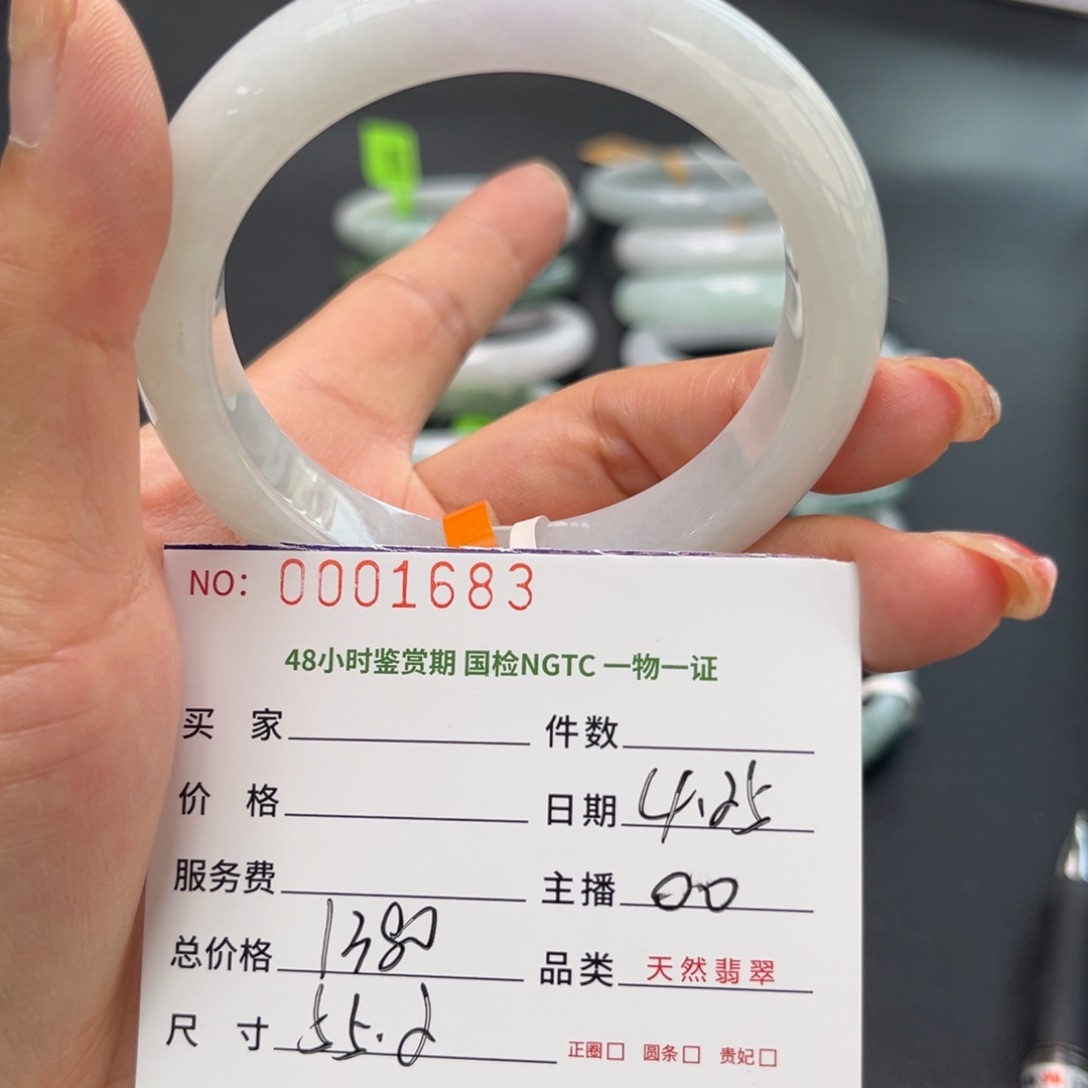 NO: 0001683
48小时鉴赏期 国检NGTC 一物一证
买 家 件数
价 格 日期 4.25
服务费 主播 00
总价格 1380 品类 天然翡翠
尺 寸 55.2 正圈□ 圆条□ 贵妃□